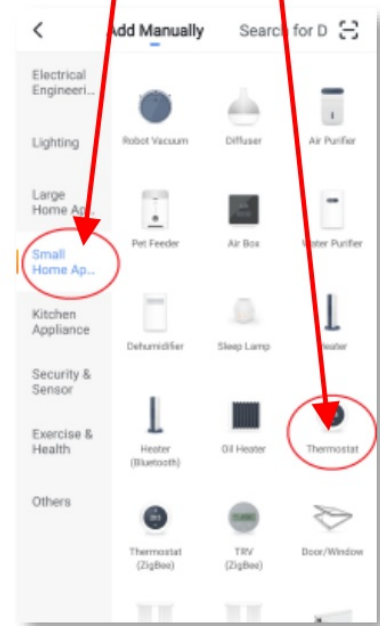 Add Manually Search for D
Electrical
Engineeri...
Lighting
Large
Home Ap...
Small
Home Ap...
Kitchen
Appliance
Security &
Sensor
Exercise &
Health
Others
Robot Vacuum Diffuser Air Purifier
Pet Feeder Air Box Water Purifier
Dehumidifier Sleep Lamp Heater
Heater
(Bluetooth)
Oil Heater
Thermostat
Thermostat
(ZigBee)
TRV
(ZigBee)
Door/Window